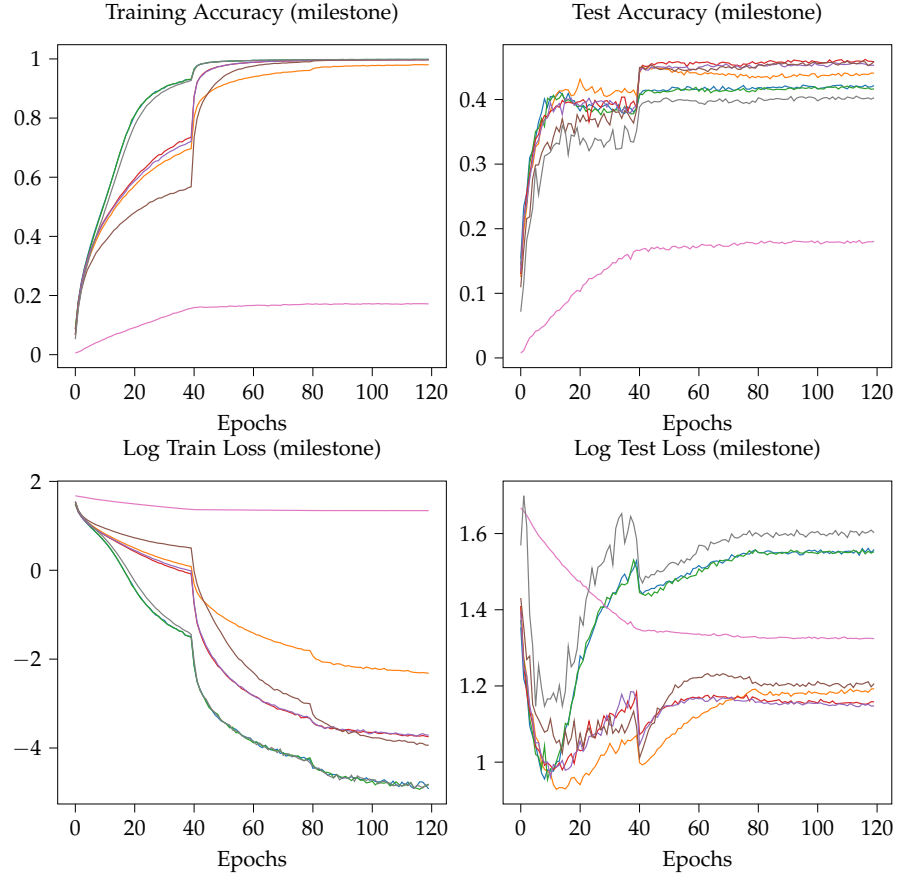 Training Accuracy (milestone)
Test Accuracy (milestone)
1
0.8
0.6
0.4
0.2
0
0 20 40 60 80 100 120
Epochs
0.4
0.3
0.2
0.1
0
0 20 40 60 80 100 120
Epochs
Log Train Loss (milestone)
Log Test Loss (milestone)
2
0
−2
−4
0 20 40 60 80 100 120
Epochs
1.6
1.4
1.2
1
0 20 40 60 80 100 120
Epochs